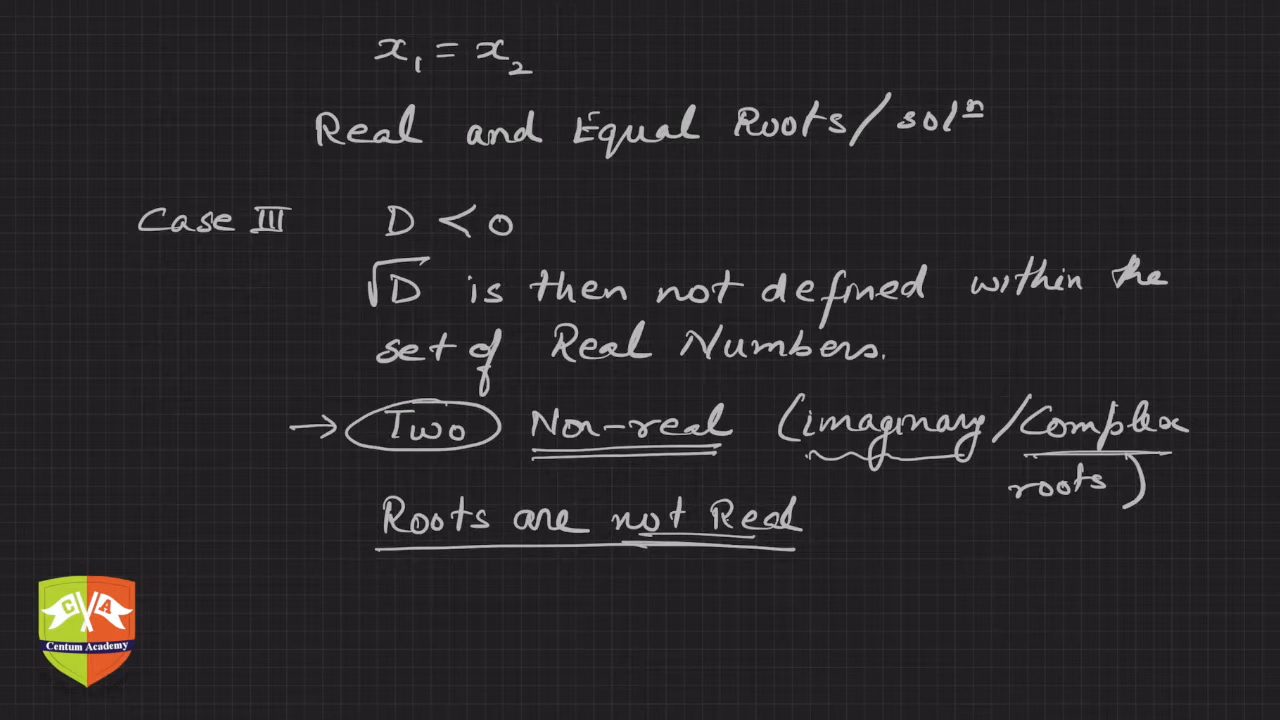 x₁ = x₂
Real and Equal Roots/solⁿ
Case III D < 0
√D is then not defined within the
set of Real Numbers.
→ Two Non-real (imaginary/Complex
roots)
Roots are not Real
C A
Centum Academy